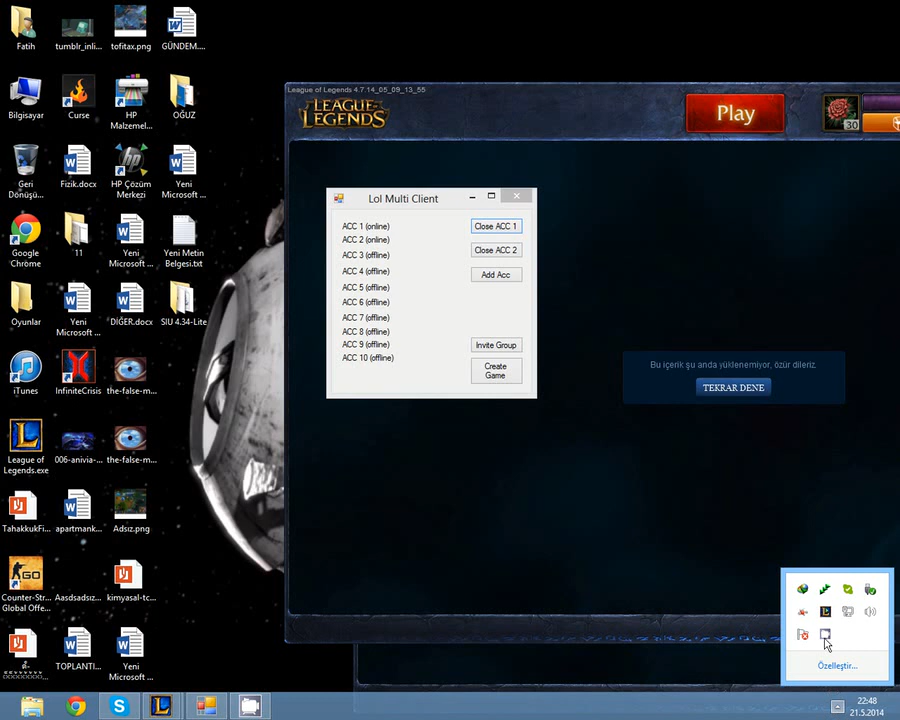 Fatih
tumblr_inli...
tofitax.png
GÜNDEM....
Bilgisayar
Curse
HP
Malzemel...
OĞUZ
Geri
Dönüşü...
Fizik.docx
HP Çözüm
Merkezi
Yeni
Microsoft ...
Google
Chrome
11
Yeni
Microsoft ...
Yeni Metin
Belgesi.txt
Oyunlar
Yeni
Microsoft ...
DİĞER.docx
SIU 4.34-Lite
iTunes
InfiniteCrisis
the-false-m...
League of
Legends.exe
006-anivia-...
the-false-m...
TahakkukFi...
apartmank...
Adsız.png
Counter-Str...
Global Offe...
Aasdsadsız...
kimyasal-tc...
TOPLANTI...
Yeni
Microsoft ...
League of Legends 4.7.14_05_09_13_55
LEAGUE OF
LEGENDS
Play
30
Lol Multi Client
ACC 1 (online)
Close ACC 1
ACC 2 (online)
ACC 3 (offline)
Close ACC 2
ACC 4 (offline)
Add Acc
ACC 5 (offline)
ACC 6 (offline)
ACC 7 (offline)
ACC 8 (offline)
ACC 9 (offline)
Invite Group
ACC 10 (offline)
Create
Game
Bu içerik şu anda yüklenemiyor, özür dileriz.
TEKRAR DENE
Özelleştir...
22:48
21.5.2014